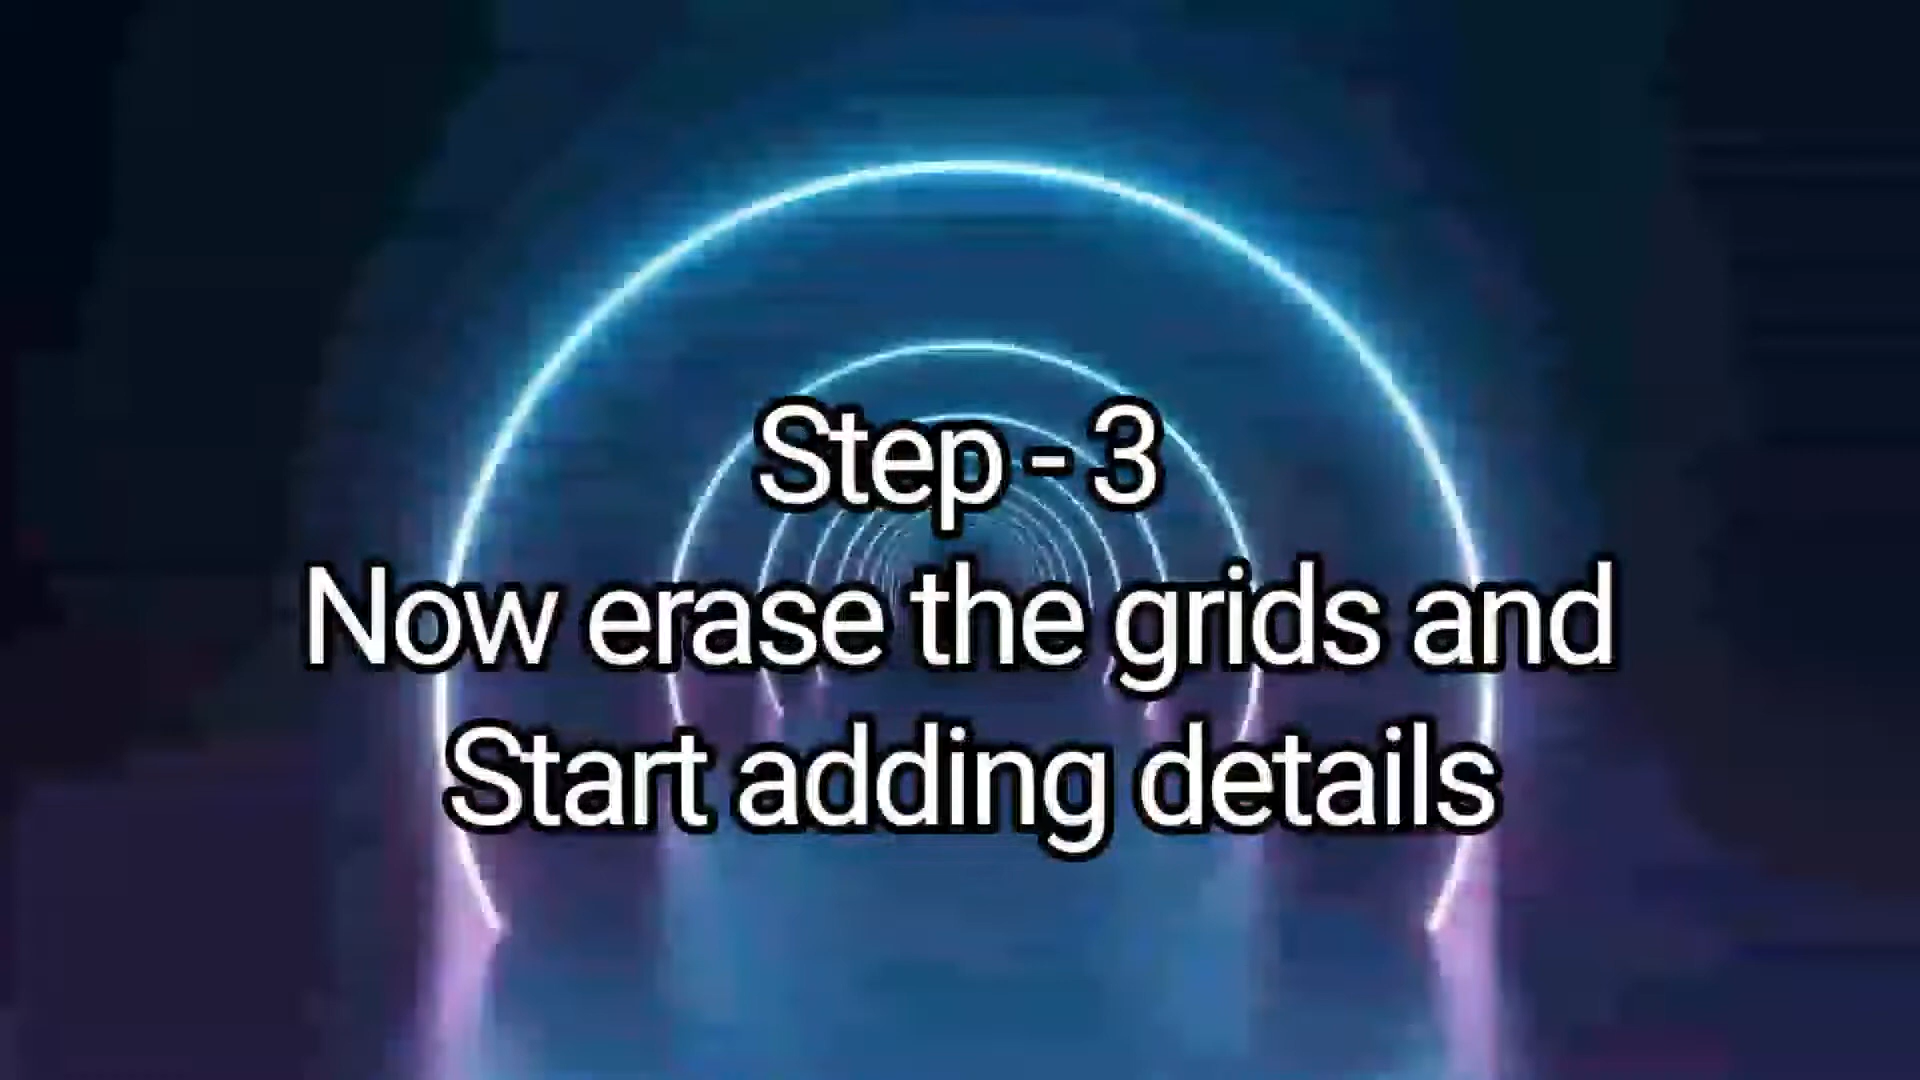 Step - 3
Now erase the grids and
Start adding details